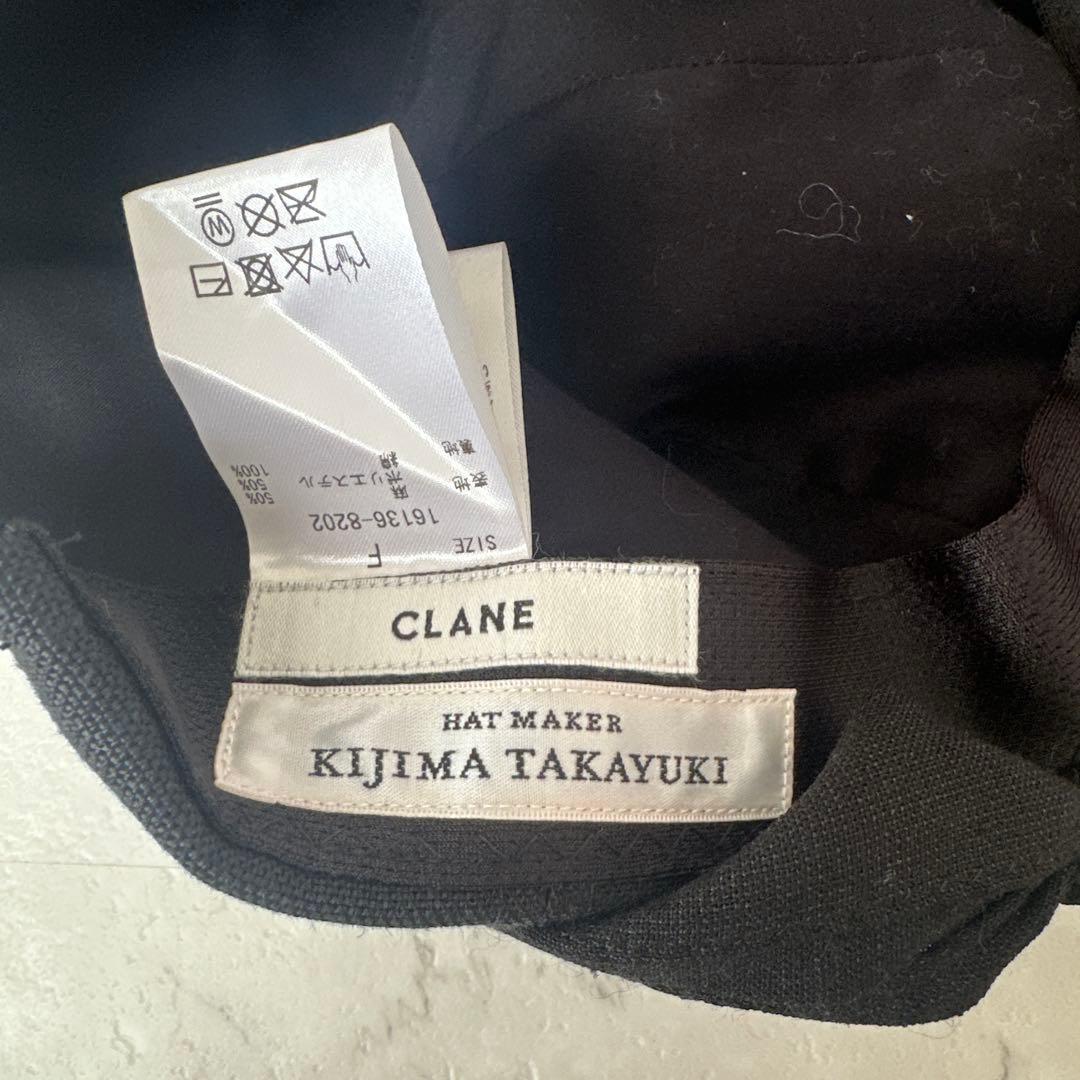 CLANE
HAT MAKER
KIJIMA TAKAYUKI
SIZE F
16136-8202
表地 麻 50%
ポリエステル 50%
裏地 綿 100%
W